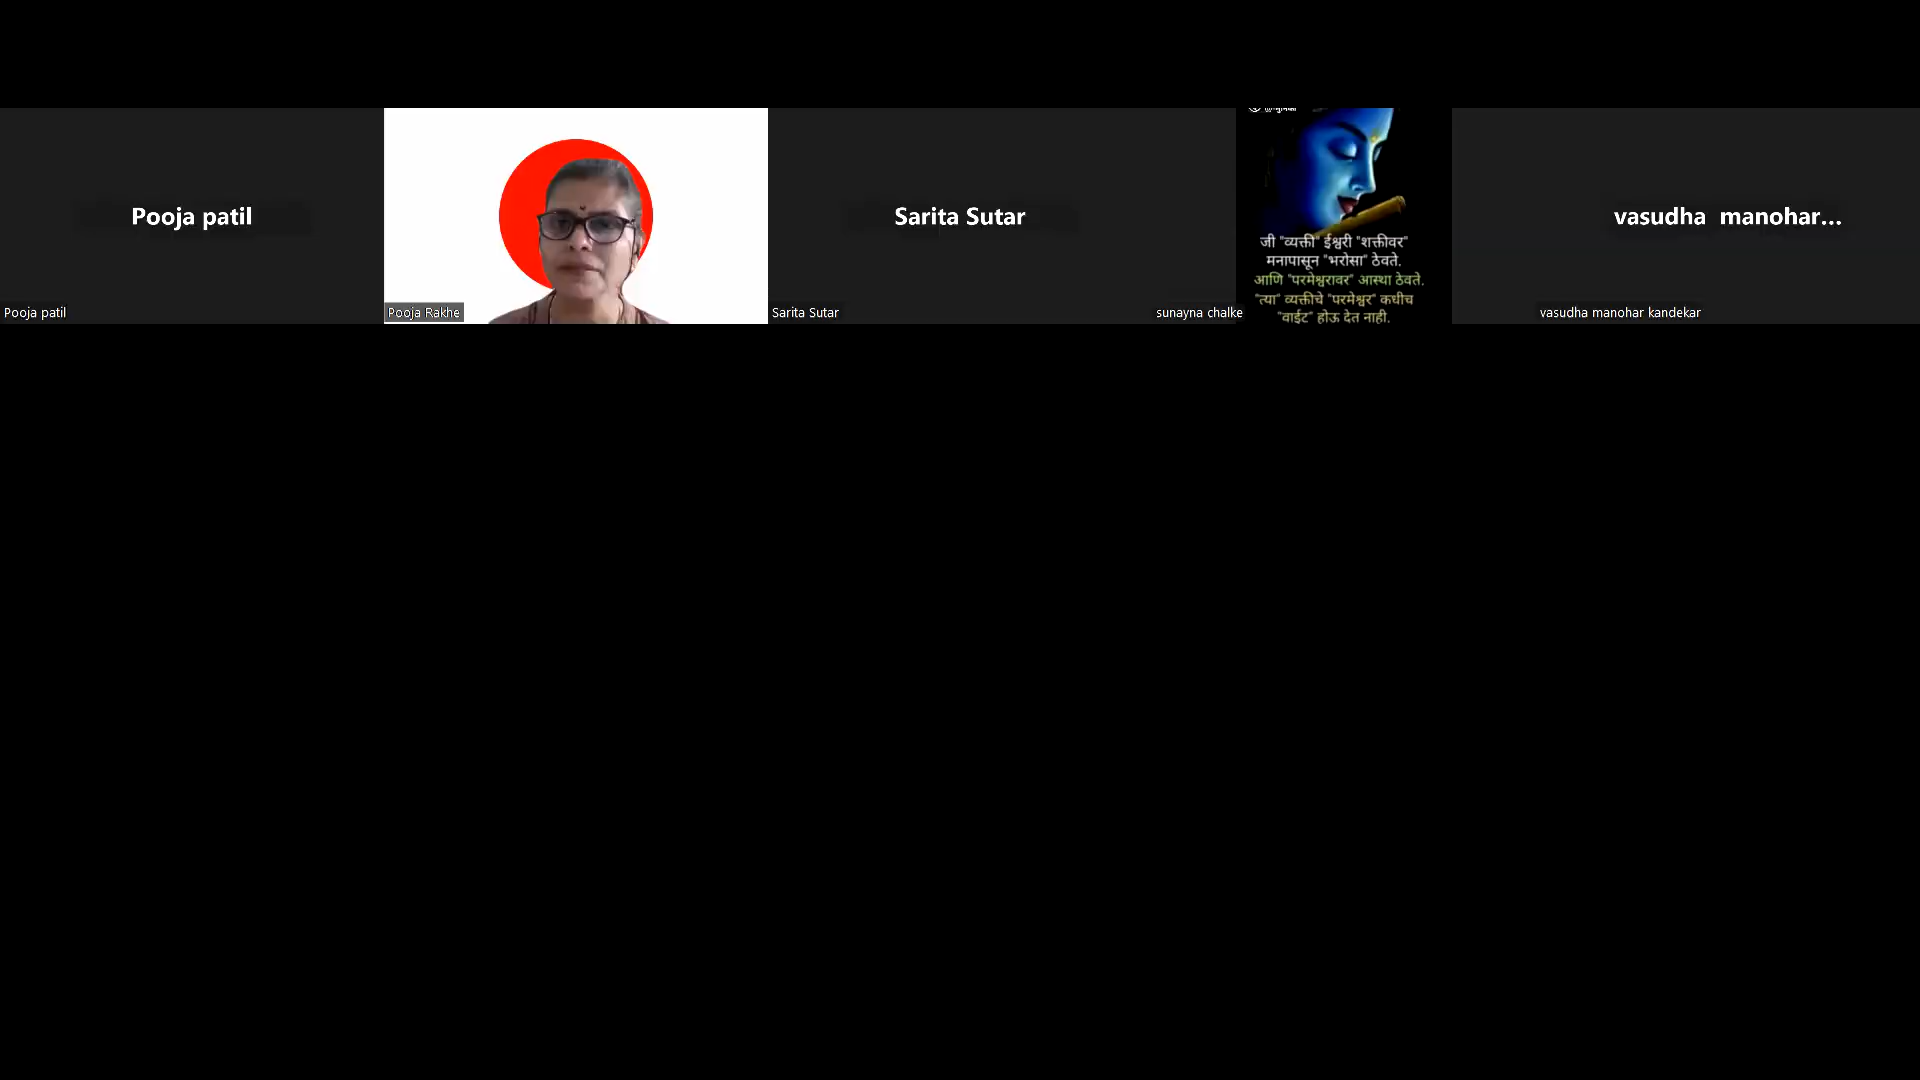 Pooja patil
Pooja patil
Pooja Rakhe
Sarita Sutar
Sarita Sutar
sunayna chalke
जी "व्यक्ती" ईश्वरी "शक्तीवर"
मनापासून "भरोसा" ठेवते.
आणि "परमेश्वरावर" आस्था ठेवते.
"त्या" व्यक्तीचे "परमेश्वर" कधीच
"वाईट" होऊ देत नाही.
vasudha manohar...
vasudha manohar kandekar